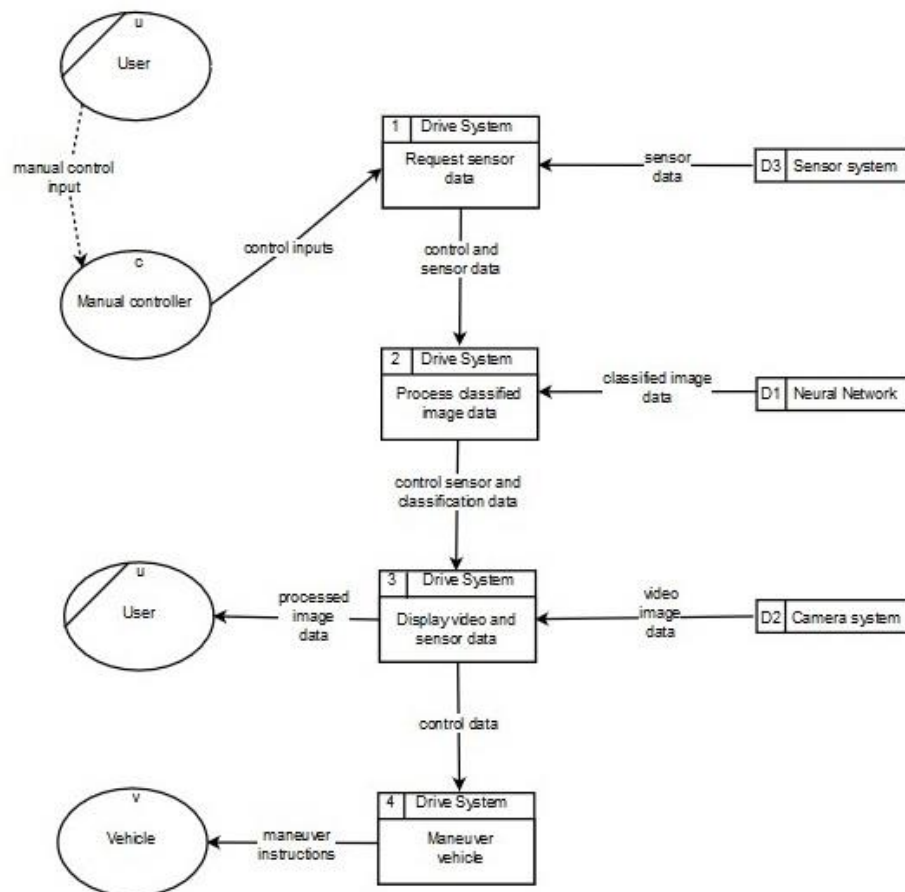 u
User
manual control
input
c
Manual controller
control inputs
1 Drive System
Request sensor
data
sensor
data
D3 Sensor system
control and
sensor data
2 Drive System
Process classified
image data
classified image
data
D1 Neural Network
control sensor and
classification data
u
User
processed
image
data
3 Drive System
Display video and
sensor data
video
image
data
D2 Camera system
control data
v
Vehicle
maneuver
instructions
4 Drive System
Maneuver
vehicle